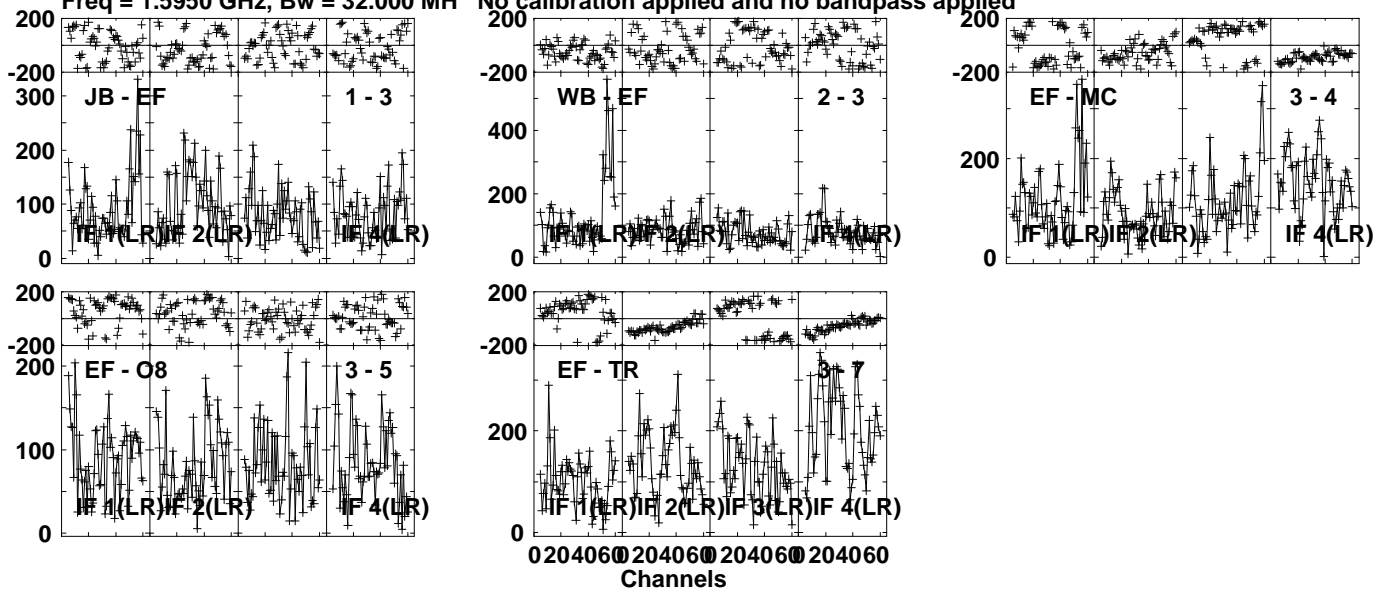 Freq = 1.5950 GHz, Bw = 32.000 MH No calibration applied and no bandpass applied
200 200 200
-200 -200 -200
JB - EF 1 - 3 WB - EF 2 - 3 EF - MC 3 - 4
300
200 400 200
100 200
0 0 0
IF 1(LR) IF 2(LR) IF 4(LR) IF 1(LR) IF 2(LR) IF 4(LR) IF 1(LR) IF 2(LR) IF 4(LR)
200 200
-200 -200
EF - O8 3 - 5 EF - TR 3 - 7
200 200
100
0 0
IF 1(LR) IF 2(LR) IF 4(LR) IF 1(LR) IF 2(LR) IF 3(LR) IF 4(LR)
0 20 40 60 0 20 40 60 0 20 40 60 0 20 40 60
Channels